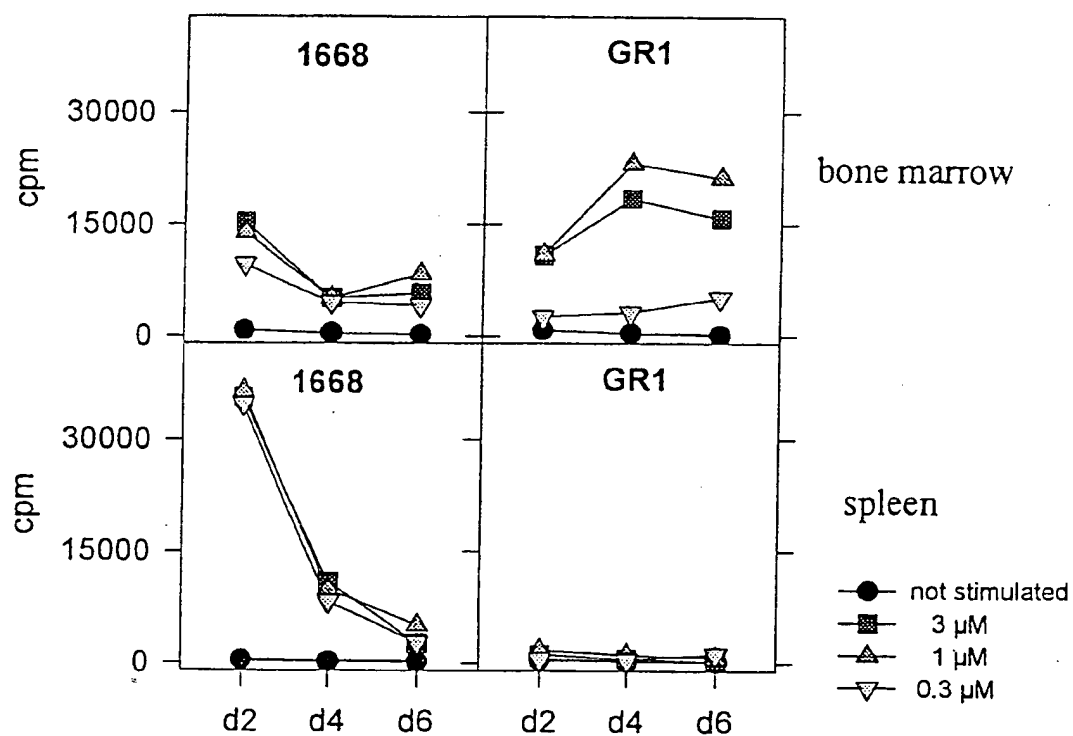 1668
GR1
30000
15000
0
cpm
bone marrow
1668
GR1
30000
15000
0
cpm
spleen
d2 d4 d6 d2 d4 d6
not stimulated
3 µM
1 µM
0.3 µM